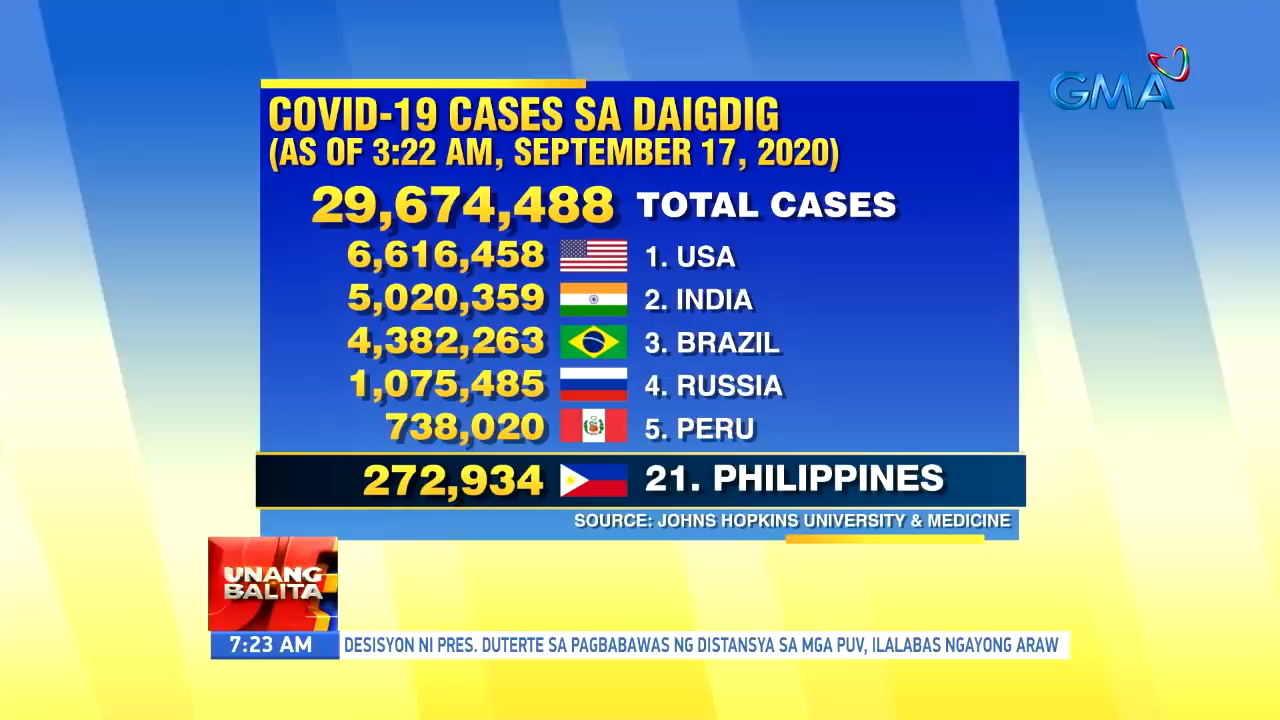 GMA
COVID-19 CASES SA DAIGDIG
(AS OF 3:22 AM, SEPTEMBER 17, 2020)
29,674,488 TOTAL CASES
6,616,458 1. USA
5,020,359 2. INDIA
4,382,263 3. BRAZIL
1,075,485 4. RUSSIA
738,020 5. PERU
272,934 21. PHILIPPINES
SOURCE: JOHNS HOPKINS UNIVERSITY & MEDICINE
UNANG
BALITA
7:23 AM DESISYON NI PRES. DUTERTE SA PAGBABAWAS NG DISTANSYA SA MGA PUV, ILALABAS NGAYONG ARAW